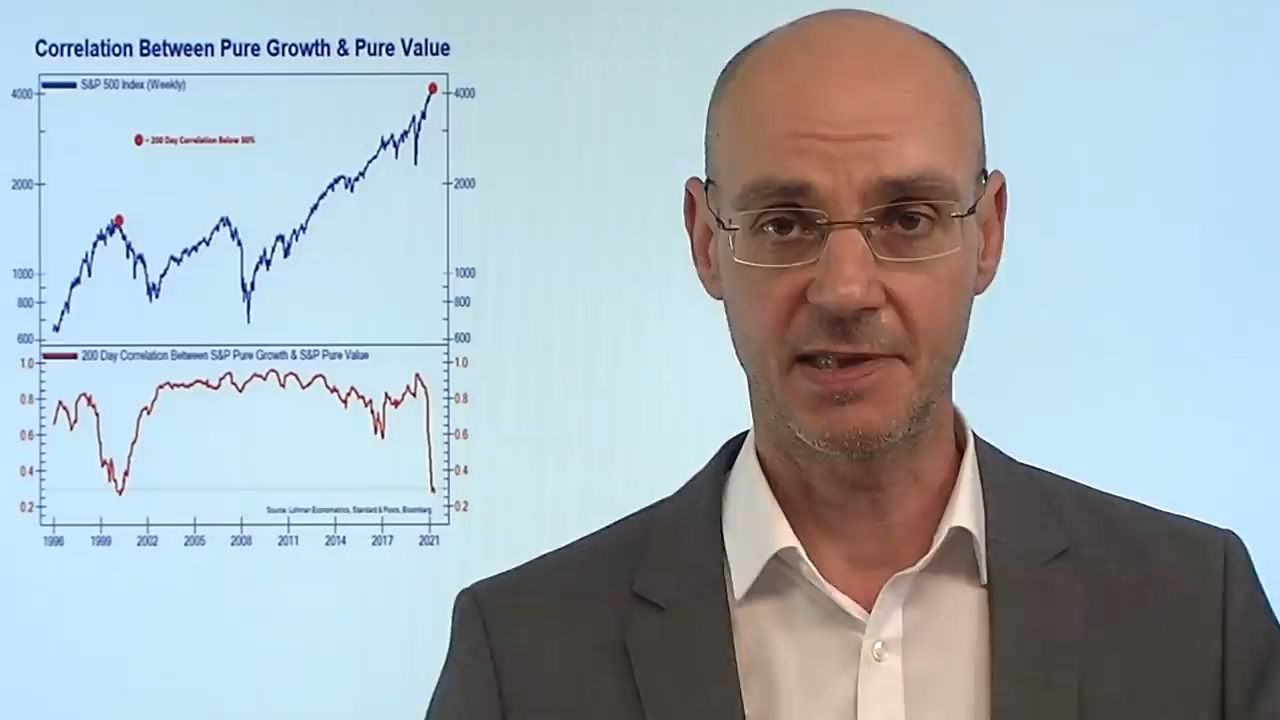 Correlation Between Pure Growth & Pure Value
S&P 500 Index (Weekly)
4000 4000
= 200 Day Correlation Below 30%
2000 2000
1000 1000
800 800
600 600
200 Day Correlation Between S&P Pure Growth & S&P Pure Value
1.0 1.0
0.8 0.8
0.6 0.6
0.4 0.4
0.2 0.2
Source: Lohman Econometrics, Standard & Poors, Bloomberg
1996 1999 2002 2005 2008 2011 2014 2017 2021